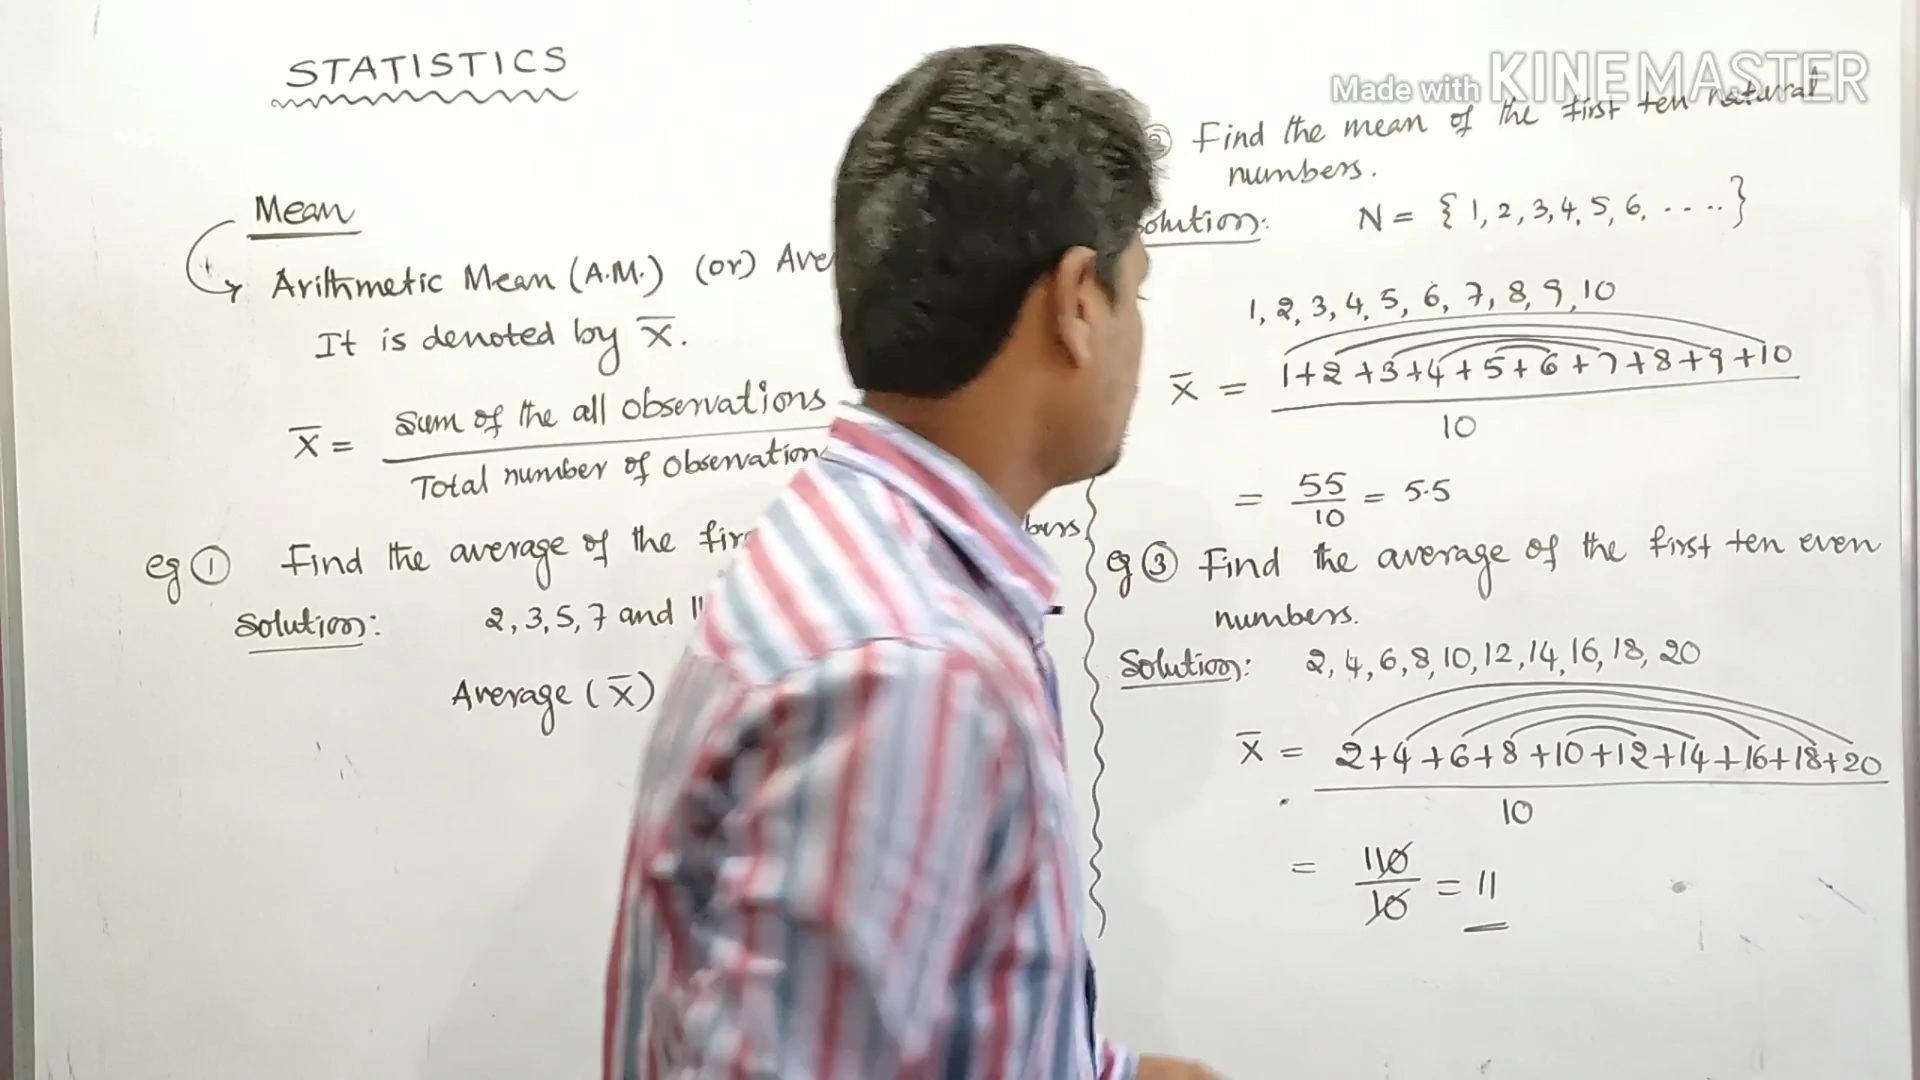 STATISTICS
Mean
Arithmetic Mean (A.M.) (or) Ave
It is denoted by x̅.
x̅ = Sum of the all observations
Total number of observation
eg ① Find the average of the fir
bers
Solution: 2, 3, 5, 7 and 11
Average (x̅)
Made with KINEMASTER
② Find the mean of the first ten natural
numbers.
olution: N = { 1, 2, 3, 4, 5, 6, ..... }
1, 2, 3, 4, 5, 6, 7, 8, 9, 10
x̅ = 1+2+3+4+5+6+7+8+9+10
10
= 55/10 = 5.5
eg ③ Find the average of the first ten even
numbers.
Solution: 2, 4, 6, 8, 10, 12, 14, 16, 18, 20
x̅ = 2+4+6+8+10+12+14+16+18+20
10
= 110/10 = 11